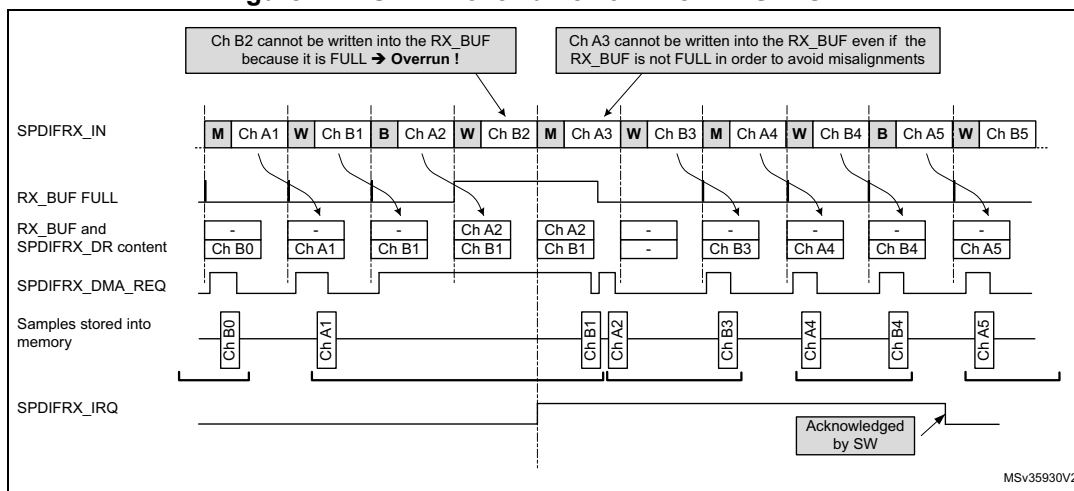 Ch B2 cannot be written into the RX_BUF
because it is FULL ➔ Overrun !
Ch A3 cannot be written into the RX_BUF even if the
RX_BUF is not FULL in order to avoid misalignments
SPDIFRX_IN
M Ch A1 W Ch B1 B Ch A2 W Ch B2 M Ch A3 W Ch B3 M Ch A4 W Ch B4 B Ch A5 W Ch B5
RX_BUF FULL
RX_BUF and
SPDIFRX_DR content
- - - Ch A2 Ch A2 - - - - -
Ch B0 Ch A1 Ch B1 Ch B1 Ch B1 - Ch B3 Ch A4 Ch B4 Ch A5
SPDIFRX_DMA_REQ
Samples stored into
memory
Ch B0 Ch A1 Ch B1 Ch A2 Ch B3 Ch A4 Ch B4 Ch A5
SPDIFRX_IRQ
Acknowledged
by SW
MSv35930V2